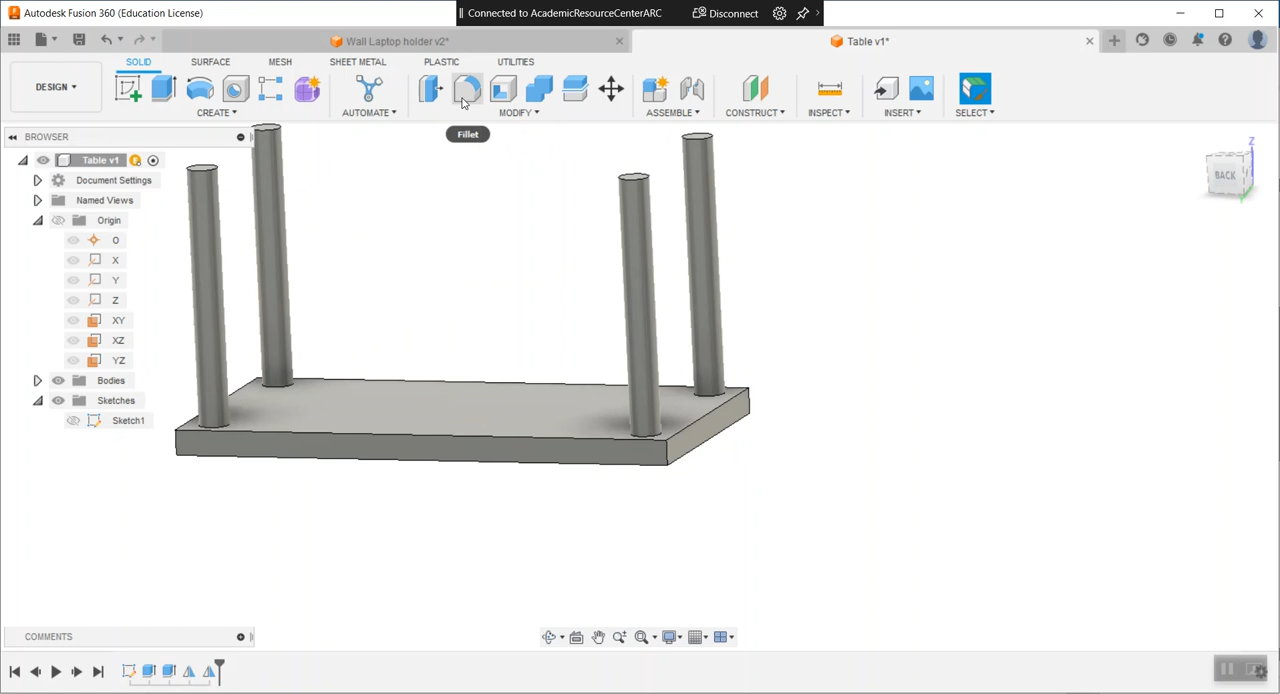 Autodesk Fusion 360 (Education License)
Connected to AcademicResourceCenterARC
Disconnect
Wall Laptop holder v2*
Table v1*
DESIGN
SOLID
SURFACE
MESH
SHEET METAL
PLASTIC
UTILITIES
CREATE
AUTOMATE
MODIFY
ASSEMBLE
CONSTRUCT
INSPECT
INSERT
SELECT
Fillet
BROWSER
Table v1
Document Settings
Named Views
Origin
O
X
Y
Z
XY
XZ
YZ
Bodies
Sketches
Sketch1
Z
BACK
COMMENTS